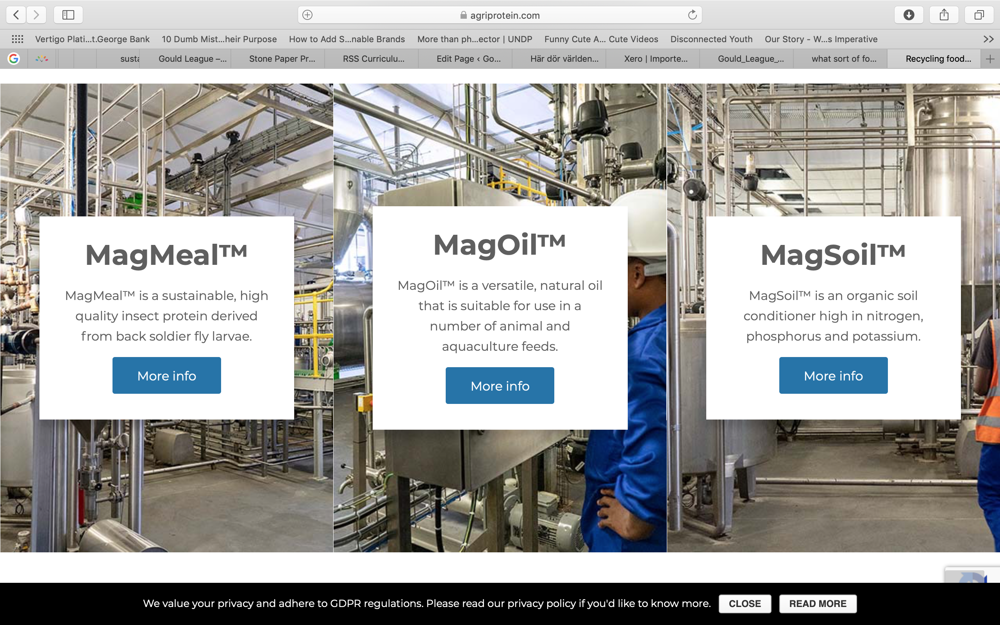 agriprotein.com
Vertigo Plati...t.George Bank
10 Dumb Mist...heir Purpose
How to Add S...nable Brands
More than ph...ector | UNDP
Funny Cute A... Cute Videos
Disconnected Youth
Our Story - W...s Imperative
susta
Gould League –...
Stone Paper Pr...
RSS Curriculu...
Edit Page ‹ Go...
Här dör världen...
Xero | Importe...
Gould_League_...
what sort of fo...
Recycling food...
MagMeal™
MagMeal™ is a sustainable, high
quality insect protein derived
from back soldier fly larvae.
More info
MagOil™
MagOil™ is a versatile, natural oil
that is suitable for use in a
number of animal and
aquaculture feeds.
More info
MagSoil™
MagSoil™ is an organic soil
conditioner high in nitrogen,
phosphorus and potassium.
More info
We value your privacy and adhere to GDPR regulations. Please read our privacy policy if you'd like to know more.
CLOSE
READ MORE